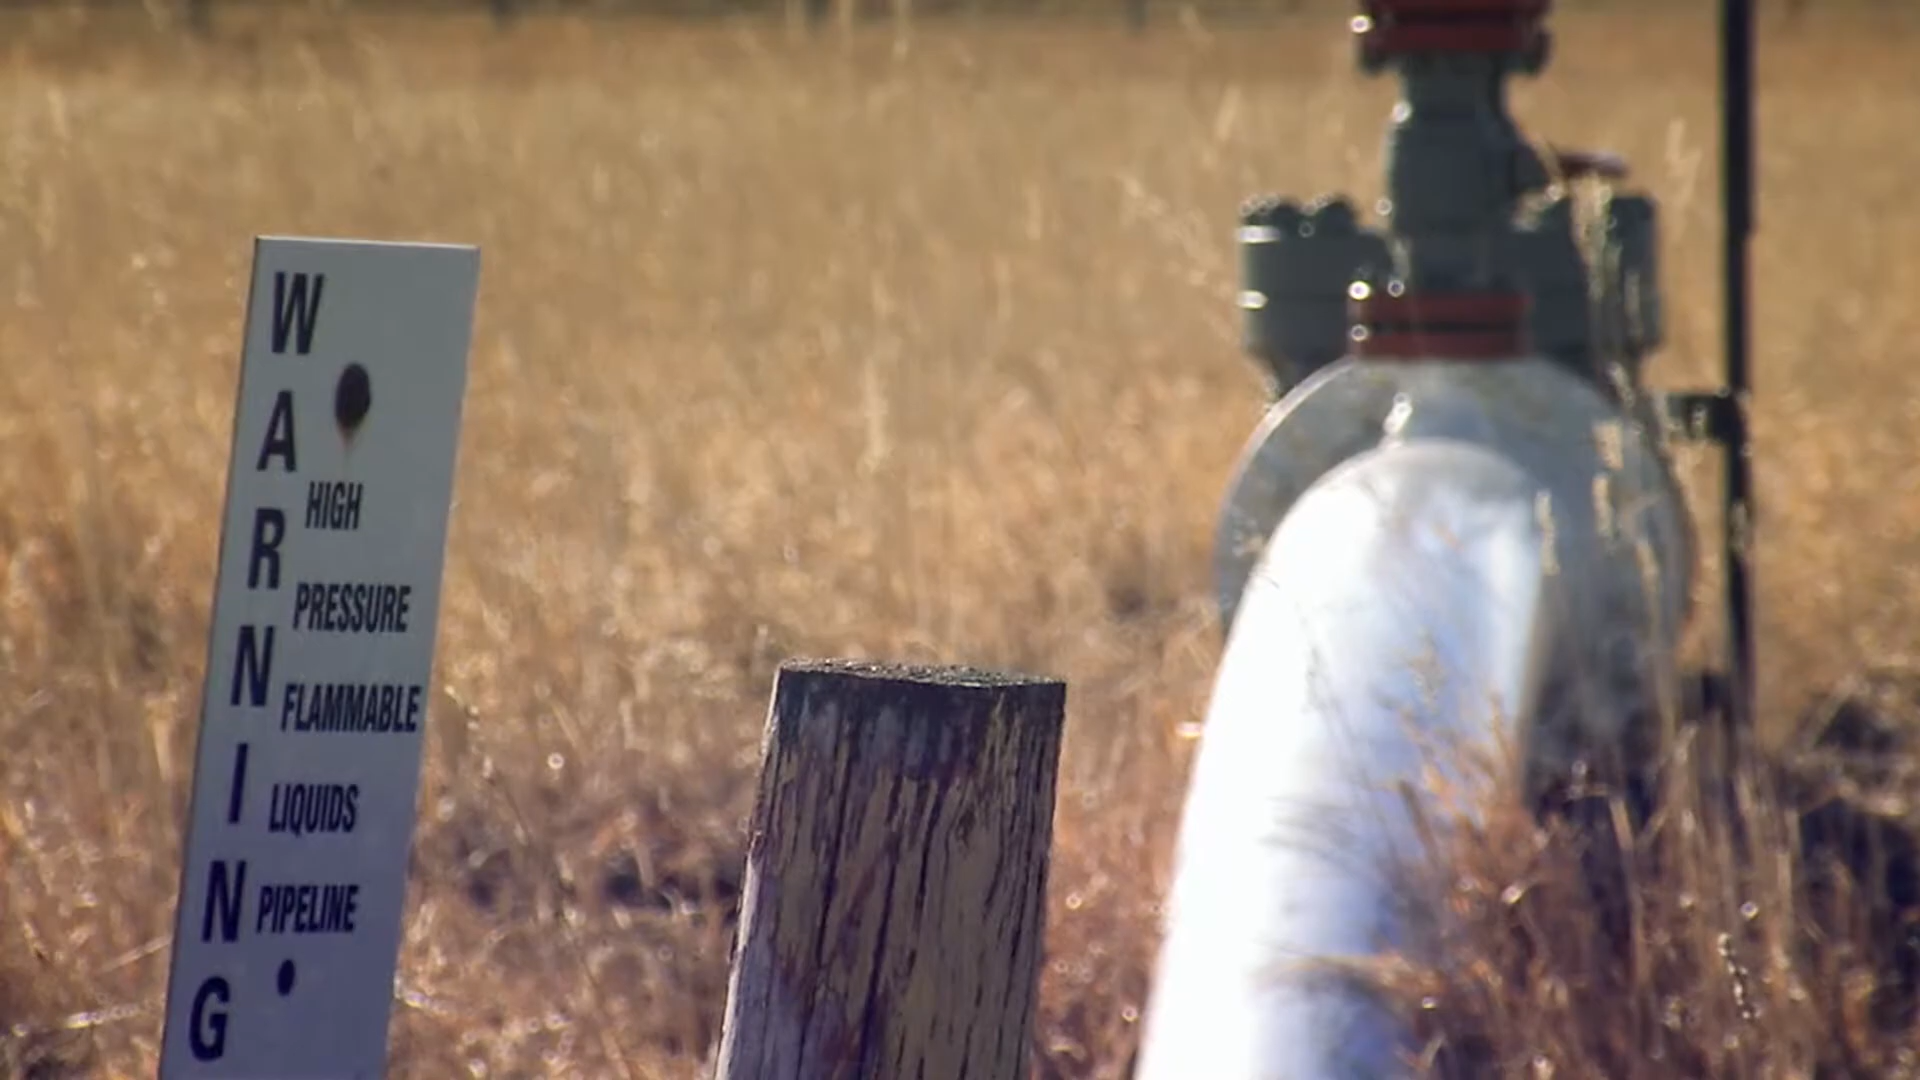 WARNING
HIGH
PRESSURE
FLAMMABLE
LIQUIDS
PIPELINE